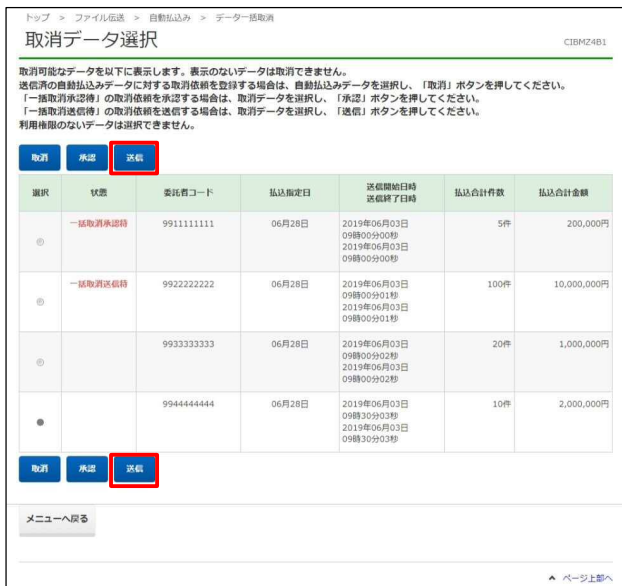 トップ > ファイル伝送 > 自動払込み > データ一括取消
取消データ選択
CIBMZ4B1
取消可能なデータを以下に表示します。表示のないデータは取消できません。
送信済の自動払込みデータに対する取消依頼を登録する場合は、自動払込みデータを選択し、「取消」ボタンを押してください。
「一括取消承認待」の取消依頼を承認する場合は、取消データを選択し、「承認」ボタンを押してください。
「一括取消送信待」の取消依頼を送信する場合は、取消データを選択し、「送信」ボタンを押してください。
利用権限のないデータは選択できません。
取消 承認 送信
選択 状態 委託者コード 払込指定日 送信開始日時 送信終了日時 払込合計件数 払込合計金額
一括取消承認待 9911111111 06月28日 2019年06月03日 5件 200,000円
09時00分00秒
2019年06月03日
09時00分00秒
一括取消送信待 9922222222 06月28日 2019年06月03日 100件 10,000,000円
09時00分01秒
2019年06月03日
09時00分01秒
9933333333 06月28日 2019年06月03日 20件 1,000,000円
09時00分02秒
2019年06月03日
09時00分02秒
9944444444 06月28日 2019年06月03日 10件 2,000,000円
09時30分03秒
2019年06月03日
09時30分03秒
取消 承認 送信
メニューへ戻る
ページ上部へ